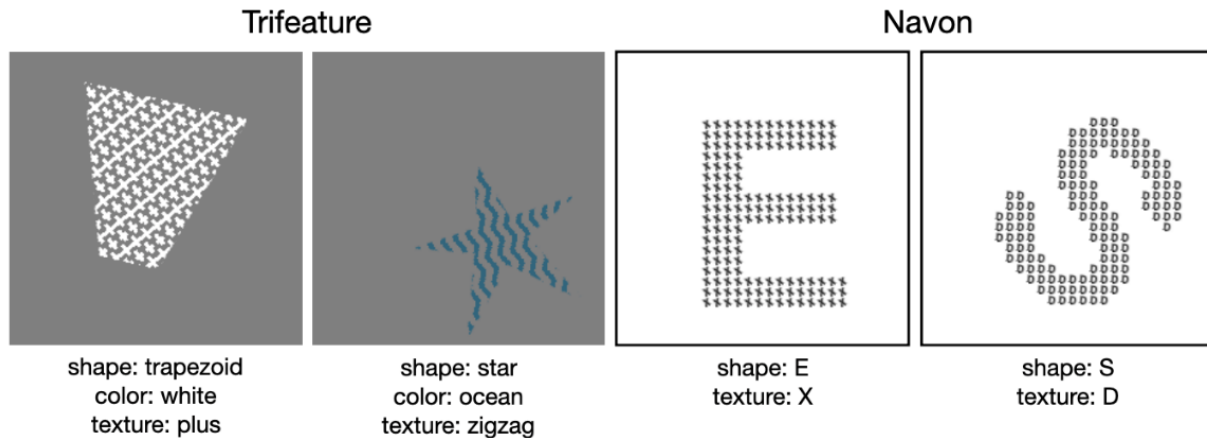 Trifeature
Navon
shape: trapezoid
color: white
texture: plus
shape: star
color: ocean
texture: zigzag
shape: E
texture: X
shape: S
texture: D